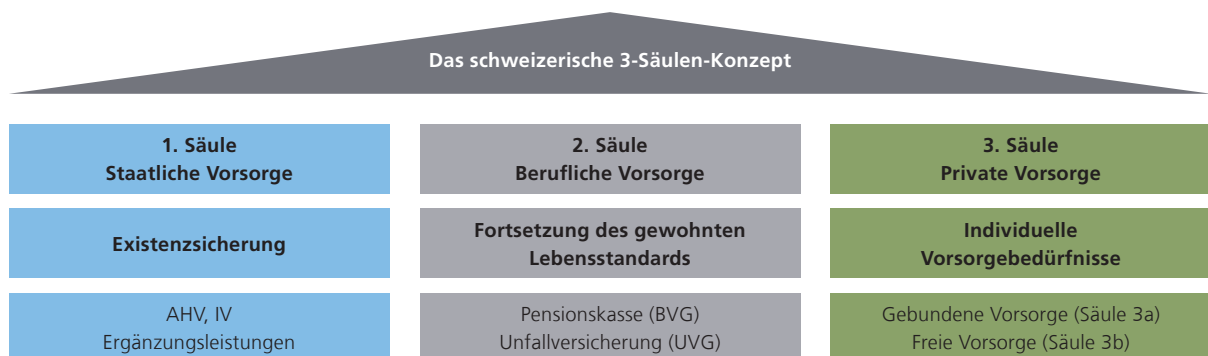 Das schweizerische 3-Säulen-Konzept
1. Säule
Staatliche Vorsorge
Existenzsicherung
AHV, IV
Ergänzungsleistungen
2. Säule
Berufliche Vorsorge
Fortsetzung des gewohnten
Lebensstandards
Pensionskasse (BVG)
Unfallversicherung (UVG)
3. Säule
Private Vorsorge
Individuelle
Vorsorgebedürfnisse
Gebundene Vorsorge (Säule 3a)
Freie Vorsorge (Säule 3b)